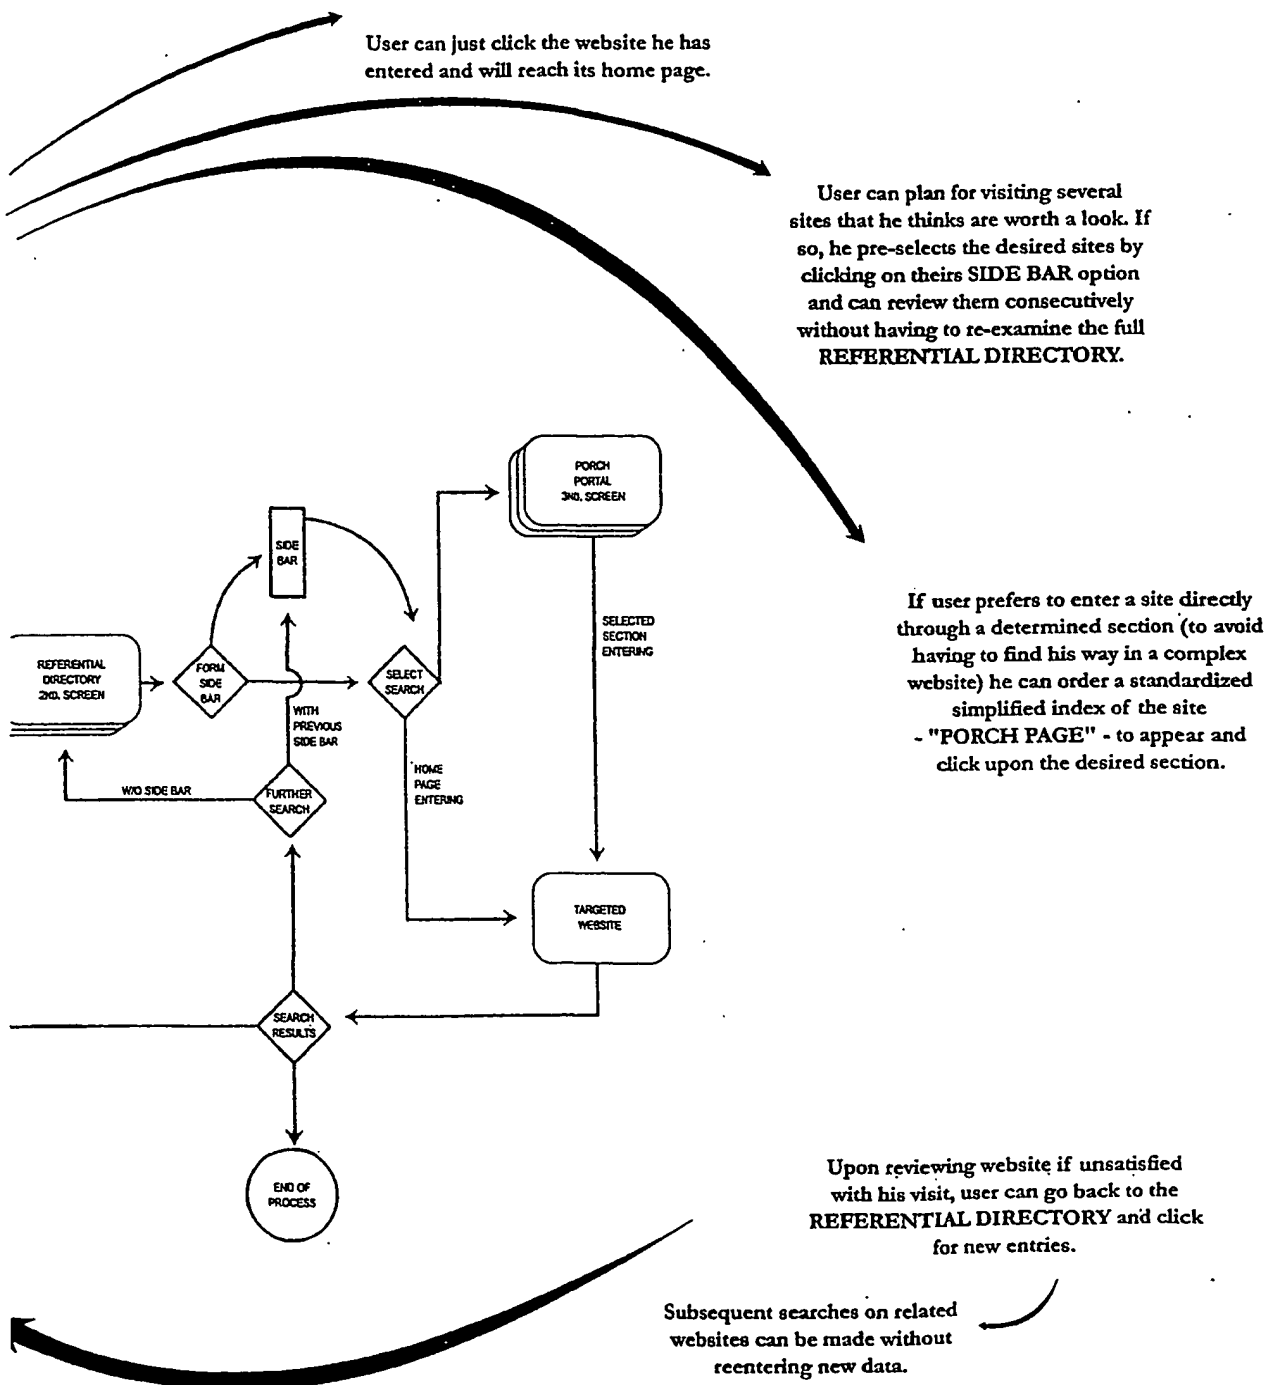 User can just click the website he has
entered and will reach its home page.
User can plan for visiting several
sites that he thinks are worth a look. If
so, he pre-selects the desired sites by
clicking on theirs SIDE BAR option
and can review them consecutively
without having to re-examine the full
REFERENTIAL DIRECTORY.
PORCH
PORTAL
3ND. SCREEN
SIDE
BAR
SELECTED
SECTION
ENTERING
If user prefers to enter a site directly
through a determined section (to avoid
having to find his way in a complex
website) he can order a standardized
simplified index of the site
- "PORCH PAGE" - to appear and
click upon the desired section.
REFERENTIAL
DIRECTORY
2ND. SCREEN
FORM
SIDE
BAR
SELECT
SEARCH
WITH
PREVIOUS
SIDE BAR
HOME
PAGE
ENTERING
W/O SIDE BAR
FURTHER
SEARCH
TARGETED
WEBSITE
SEARCH
RESULTS
END OF
PROCESS
Upon reviewing website if unsatisfied
with his visit, user can go back to the
REFERENTIAL DIRECTORY and click
for new entries.
Subsequent searches on related
websites can be made without
reentering new data.